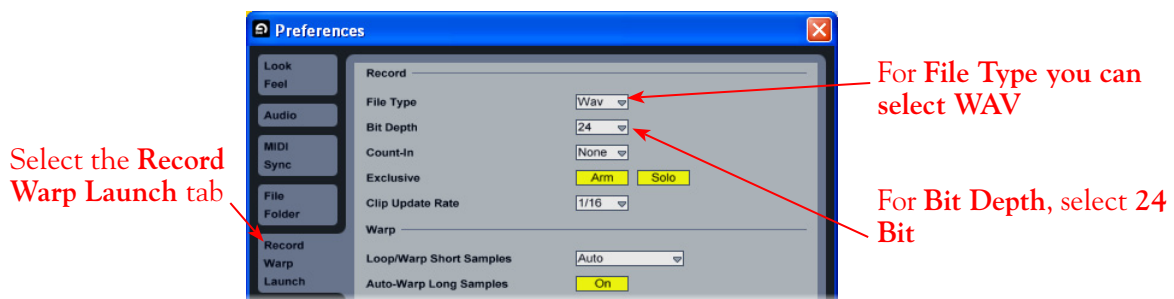 Preferences
Look
Feel
Audio
MIDI
Sync
File
Folder
Record
Warp
Launch
Record
File Type Wav
Bit Depth 24
Count-In None
Exclusive Arm Solo
Clip Update Rate 1/16
Warp
Loop/Warp Short Samples Auto
Auto-Warp Long Samples On
Select the Record
Warp Launch tab
For File Type you can
select WAV
For Bit Depth, select 24
Bit